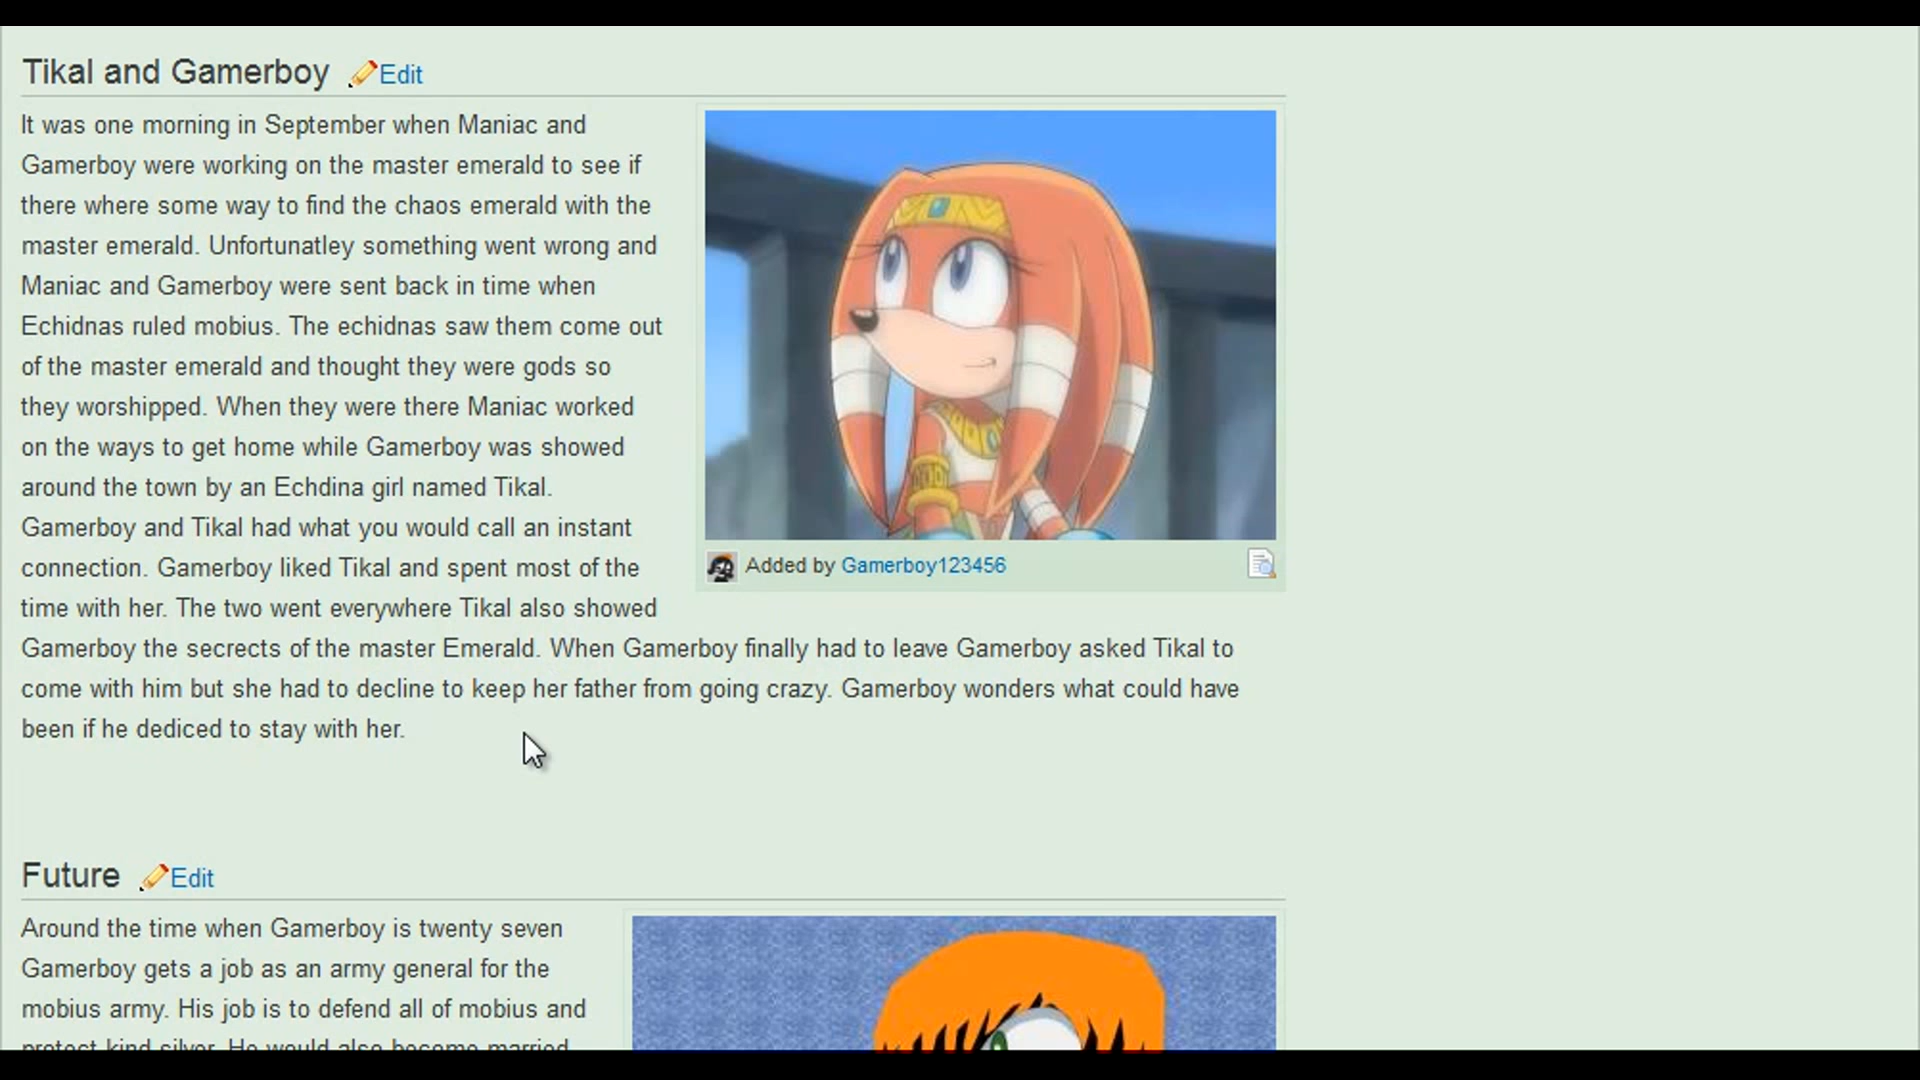 Tikal and Gamerboy Edit
It was one morning in September when Maniac and
Gamerboy were working on the master emerald to see if
there where some way to find the chaos emerald with the
master emerald. Unfortunatley something went wrong and
Maniac and Gamerboy were sent back in time when
Echidnas ruled mobius. The echidnas saw them come out
of the master emerald and thought they were gods so
they worshipped. When they were there Maniac worked
on the ways to get home while Gamerboy was showed
around the town by an Echdina girl named Tikal.
Gamerboy and Tikal had what you would call an instant
connection. Gamerboy liked Tikal and spent most of the
time with her. The two went everywhere Tikal also showed
Gamerboy the secrects of the master Emerald. When Gamerboy finally had to leave Gamerboy asked Tikal to
come with him but she had to decline to keep her father from going crazy. Gamerboy wonders what could have
been if he dediced to stay with her.
Added by Gamerboy123456
Future Edit
Around the time when Gamerboy is twenty seven
Gamerboy gets a job as an army general for the
mobius army. His job is to defend all of mobius and
protect kind silver. He would also become married